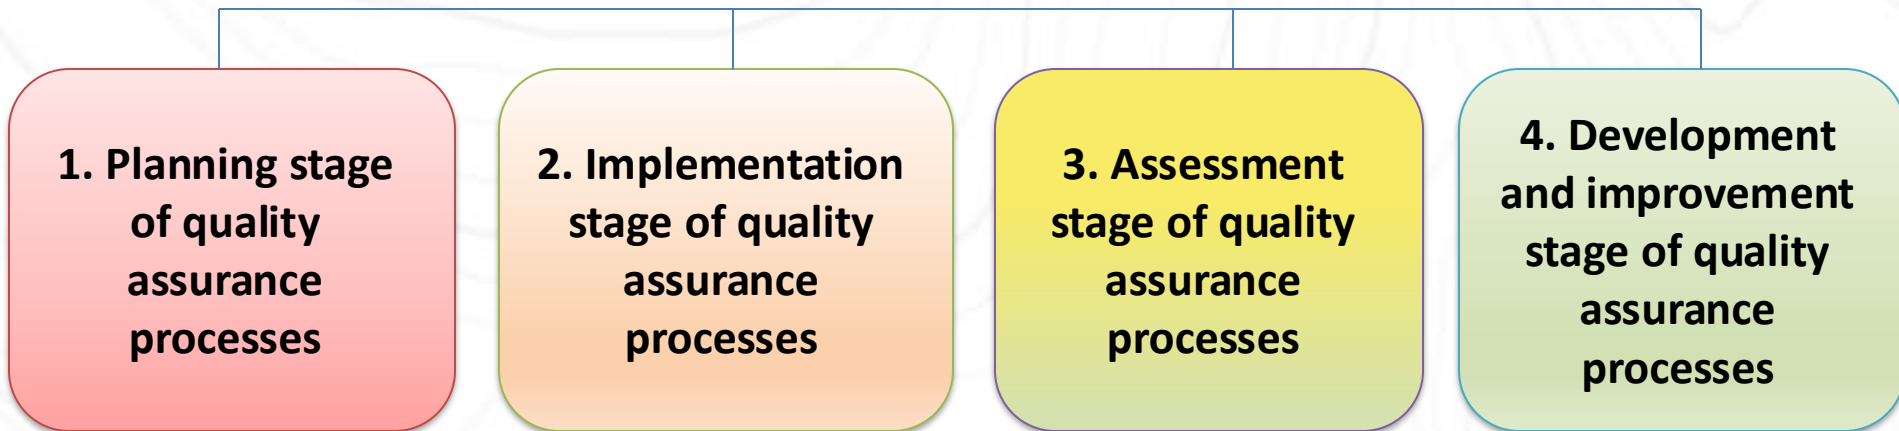 1. Planning stage
of quality
assurance
processes
2. Implementation
stage of quality
assurance
processes
3. Assessment
stage of quality
assurance
processes
4. Development
and improvement
stage of quality
assurance
processes